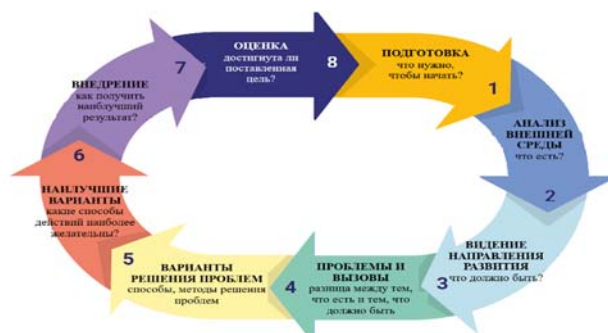 ПОДГОТОВКА
что нужно,
чтобы начать?
1
АНАЛИЗ
ВНЕШНЕЙ
СРЕДЫ
что есть?
2
ВИДЕНИЕ
НАПРАВЛЕНИЯ
РАЗВИТИЯ
что должно быть?
3
ПРОБЛЕМЫ И
ВЫЗОВЫ
разница между тем,
что есть и тем, что
должно быть
4
ВАРИАНТЫ
РЕШЕНИЯ ПРОБЛЕМ
способы, методы решения
проблем
5
НАИЛУЧШИЕ
ВАРИАНТЫ
какие способы
действий наиболее
желательны?
6
ВНЕДРЕНИЕ
как получить
наилучший
результат?
7
ОЦЕНКА
достигнута ли
поставленная
цель?
8